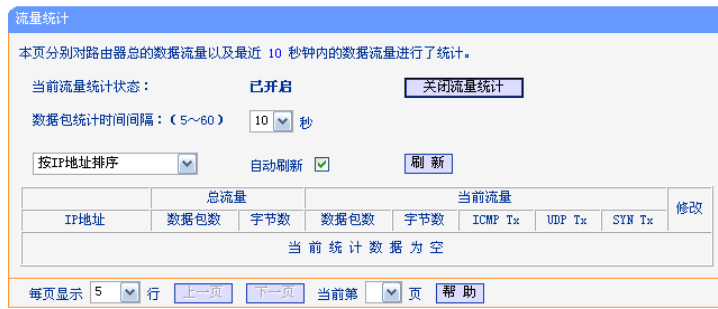 流量统计
本页分别对路由器总的数据流量以及最近 10 秒钟内的数据流量进行了统计。
当前流量统计状态： 已开启 关闭流量统计
数据包统计时间间隔：（5～60） 10 秒
按IP地址排序 自动刷新 刷 新
总流量 当前流量 修改
IP地址 数据包数 字节数 数据包数 字节数 ICMP Tx UDP Tx SYN Tx
当 前 统 计 数 据 为 空
每页显示 5 行 上一页 下一页 当前第 页 帮 助